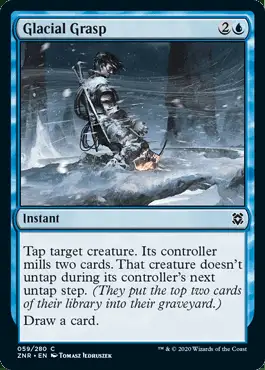 Glacial Grasp 2
Instant
Tap target creature. Its controller
mills two cards. That creature doesn't
untap during its controller's next
untap step. (They put the top two cards
of their library into their graveyard.)
Draw a card.
059/280 C
ZNR • EN Tomasz Jedruszek
™ & © 2020 Wizards of the Coast